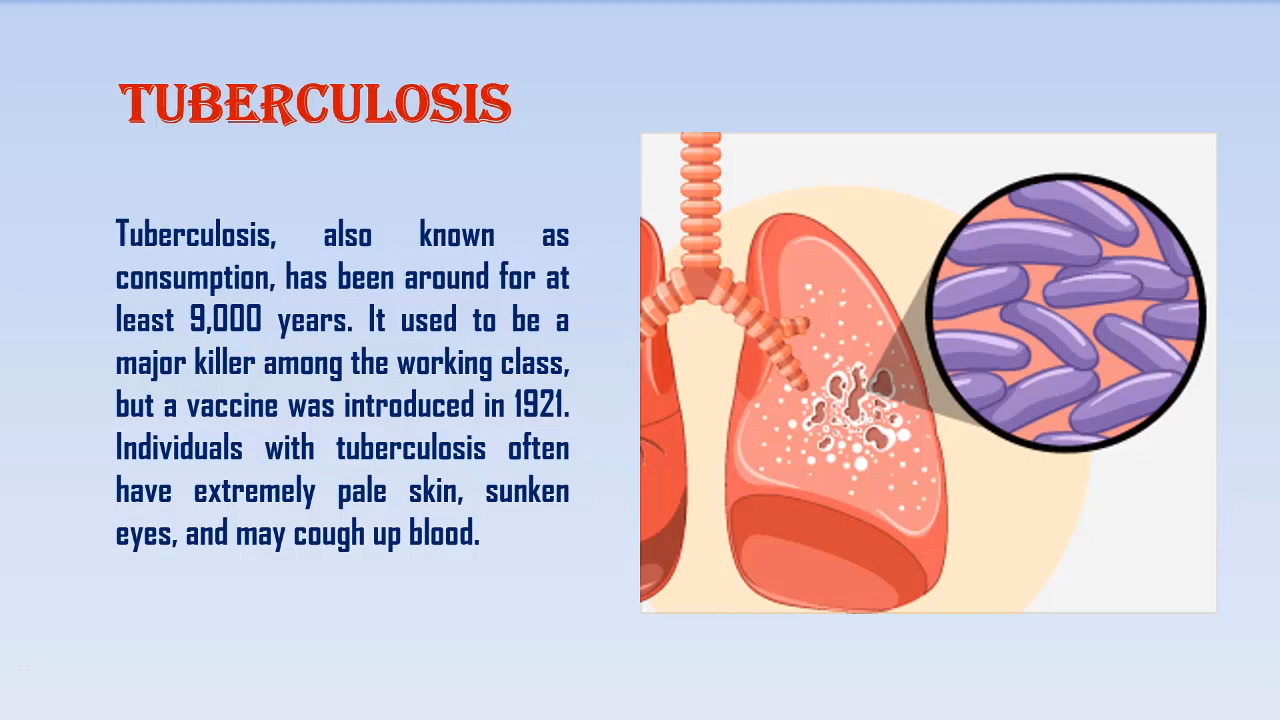 TUBERCULOSIS
Tuberculosis, also known as
consumption, has been around for at
least 9,000 years. It used to be a
major killer among the working class,
but a vaccine was introduced in 1921.
Individuals with tuberculosis often
have extremely pale skin, sunken
eyes, and may cough up blood.